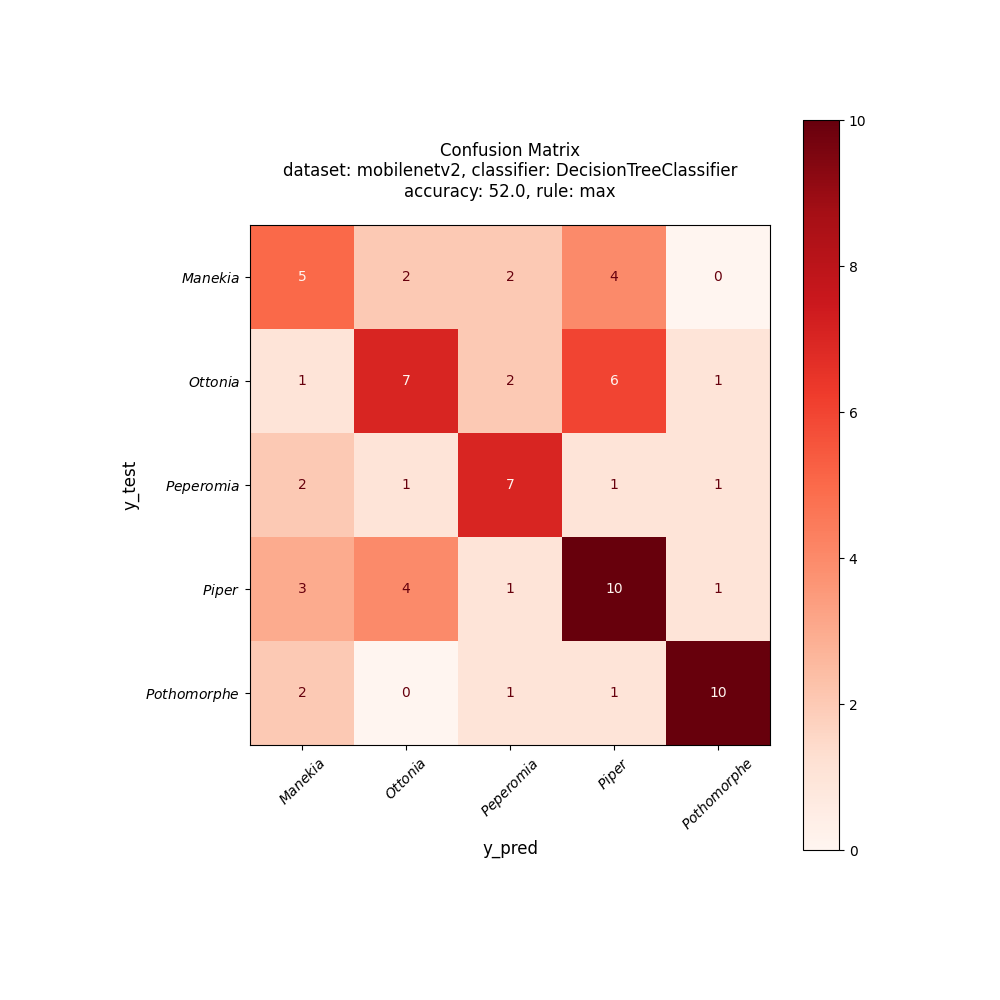 Confusion Matrix
dataset: mobilenetv2, classifier: DecisionTreeClassifier
accuracy: 52.0, rule: max
Manekia 5 2 2 4 0
Ottonia 1 7 2 6 1
Peperomia 2 1 7 1 1
Piper 3 4 1 10 1
Pothomorphe 2 0 1 1 10
Manekia Ottonia Peperomia Piper Pothomorphe
y_test
y_pred
10
8
6
4
2
0